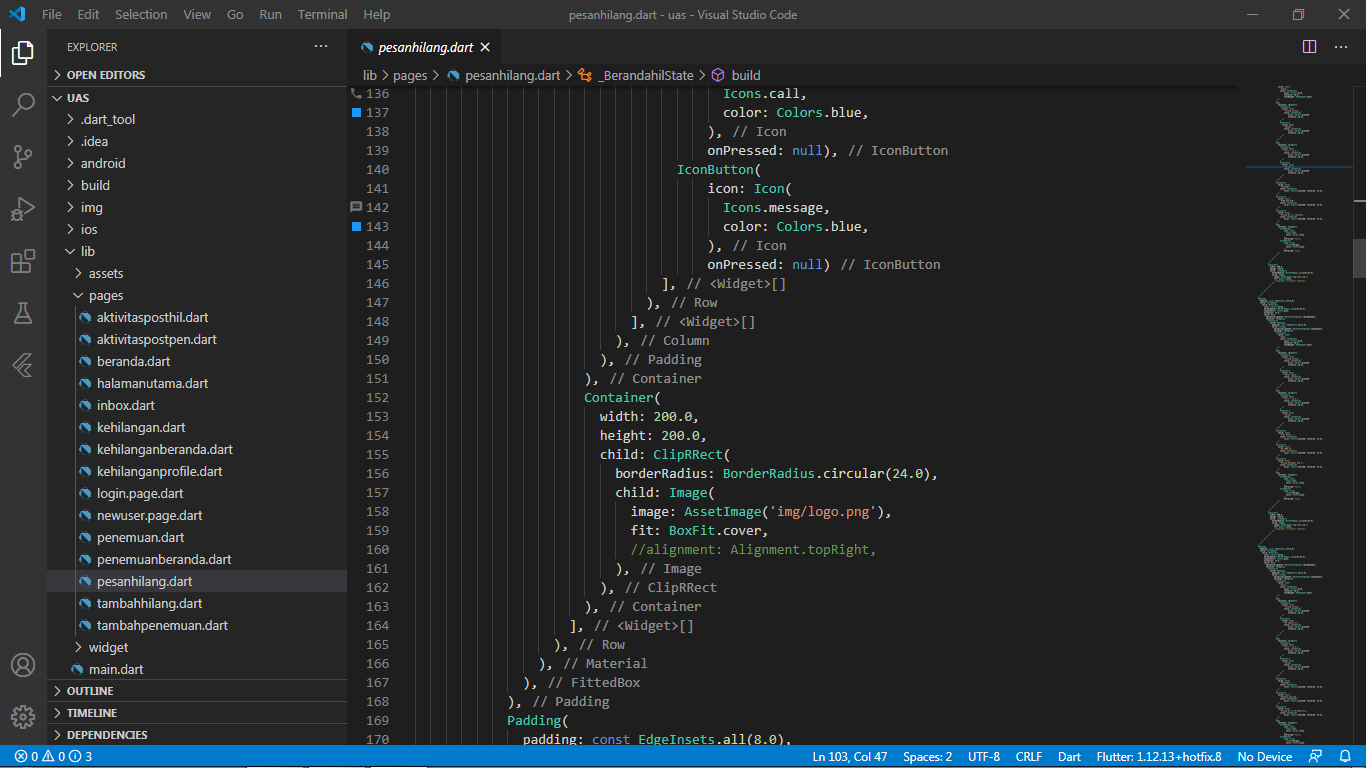 File Edit Selection View Go Run Terminal Help
pesanhilang.dart - uas - Visual Studio Code
EXPLORER
OPEN EDITORS
UAS
.dart_tool
.idea
android
build
img
ios
lib
assets
pages
aktivitasposthil.dart
aktivitaspostpen.dart
beranda.dart
halamanutama.dart
inbox.dart
kehilangan.dart
kehilanganberanda.dart
kehilanganprofile.dart
login.page.dart
newuser.page.dart
penemuan.dart
penemuanberanda.dart
pesanhilang.dart
tambahhilang.dart
tambahpenemuan.dart
widget
main.dart
OUTLINE
TIMELINE
DEPENDENCIES
pesanhilang.dart
lib > pages > pesanhilang.dart > _BerandahilState > build
136 Icons.call,
137 color: Colors.blue,
138 ), // Icon
139 onPressed: null), // IconButton
140 IconButton(
141 icon: Icon(
142 Icons.message,
143 color: Colors.blue,
144 ), // Icon
145 onPressed: null) // IconButton
146 ], // <Widget>[]
147 ), // Row
148 ], // <Widget>[]
149 ), // Column
150 ), // Padding
151 ), // Container
152 Container(
153 width: 200.0,
154 height: 200.0,
155 child: ClipRRect(
156 borderRadius: BorderRadius.circular(24.0),
157 child: Image(
158 image: AssetImage('img/logo.png'),
159 fit: BoxFit.cover,
160 //alignment: Alignment.topRight,
161 ), // Image
162 ), // ClipRRect
163 ), // Container
164 ], // <Widget>[]
165 ), // Row
166 ), // Material
167 ), // FittedBox
168 ), // Padding
169 Padding(
170 padding: const EdgeInsets.all(8.0),
0 0 3
Ln 103, Col 47 Spaces: 2 UTF-8 CRLF Dart Flutter: 1.12.13+hotfix.8 No Device